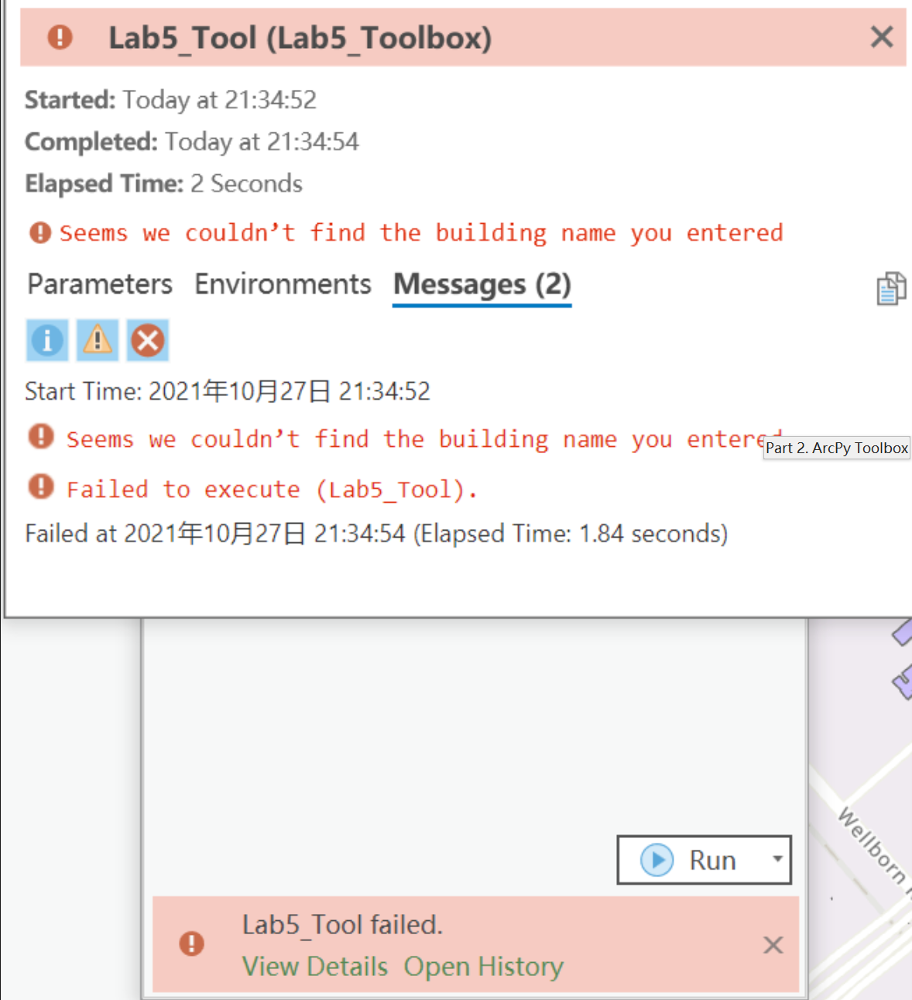 Lab5_Tool (Lab5_Toolbox)
Started: Today at 21:34:52
Completed: Today at 21:34:54
Elapsed Time: 2 Seconds
Seems we couldn’t find the building name you entered
Parameters Environments Messages (2)
Start Time: 2021年10月27日 21:34:52
Seems we couldn’t find the building name you entered
Part 2. ArcPy Toolbox
Failed to execute (Lab5_Tool).
Failed at 2021年10月27日 21:34:54 (Elapsed Time: 1.84 seconds)
Wellborn
Run
Lab5_Tool failed.
View Details Open History